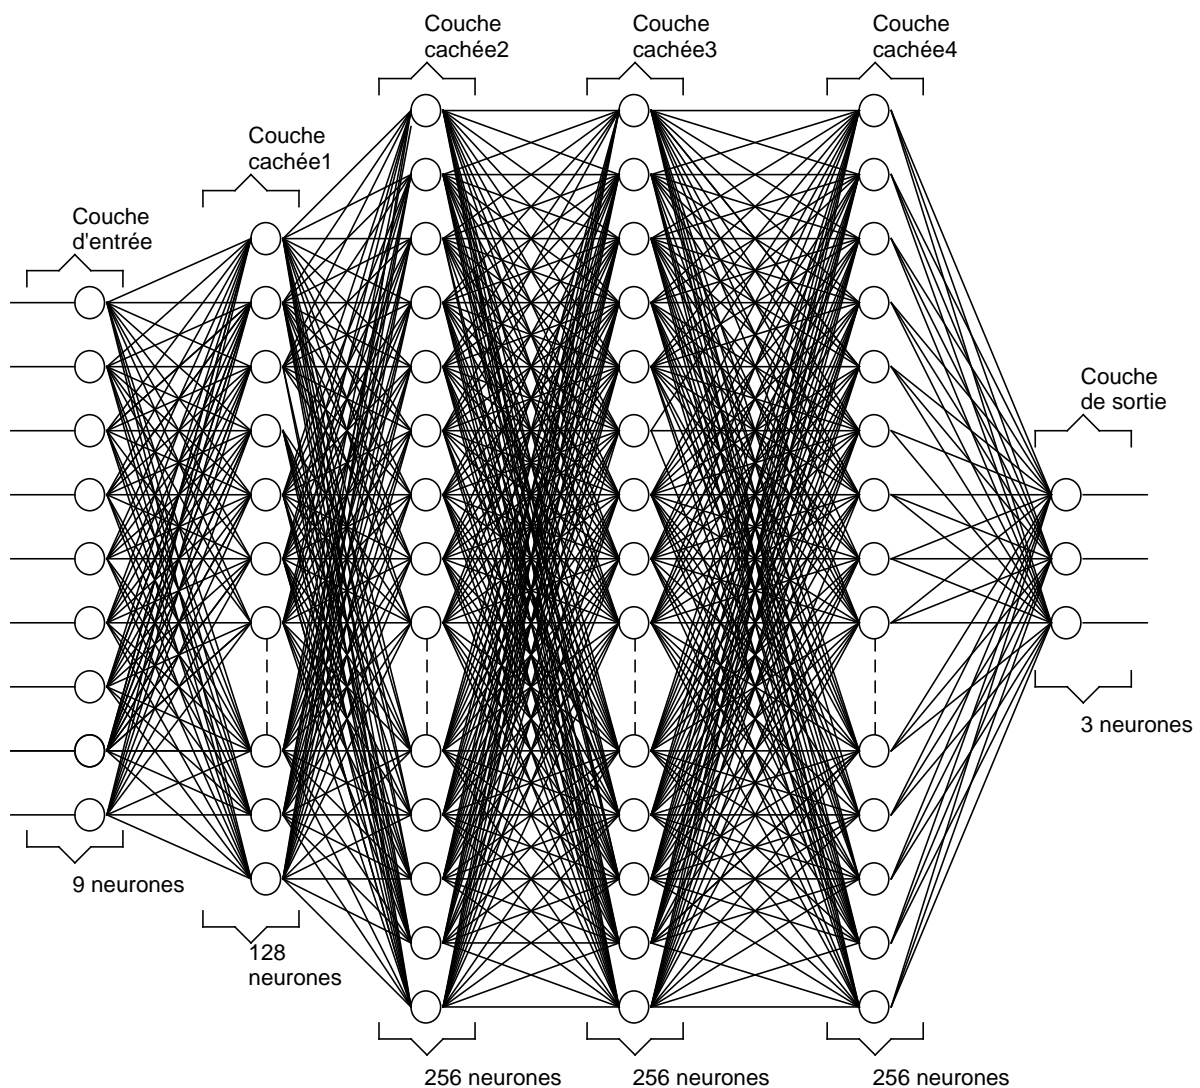 Couche
cachée2
Couche
cachée3
Couche
cachée4
Couche
cachée1
Couche
d'entrée
Couche
de sortie
3 neurones
9 neurones
128
neurones
256 neurones
256 neurones
256 neurones